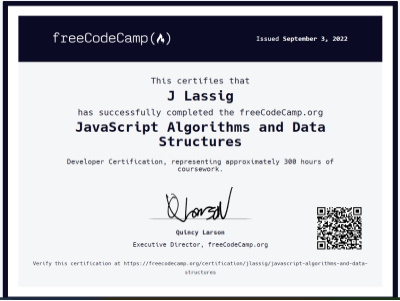 freeCodeCamp(🔥)
Issued September 3, 2022
This certifies that
J Lassig
has successfully completed the freeCodeCamp.org
JavaScript Algorithms and Data
Structures
Developer Certification, representing approximately 300 hours of
coursework.
Q Larson
Quincy Larson
Executive Director, freeCodeCamp.org
Verify this certification at https://freecodecamp.org/certification/jlassig/javascript-algorithms-and-data-
structures